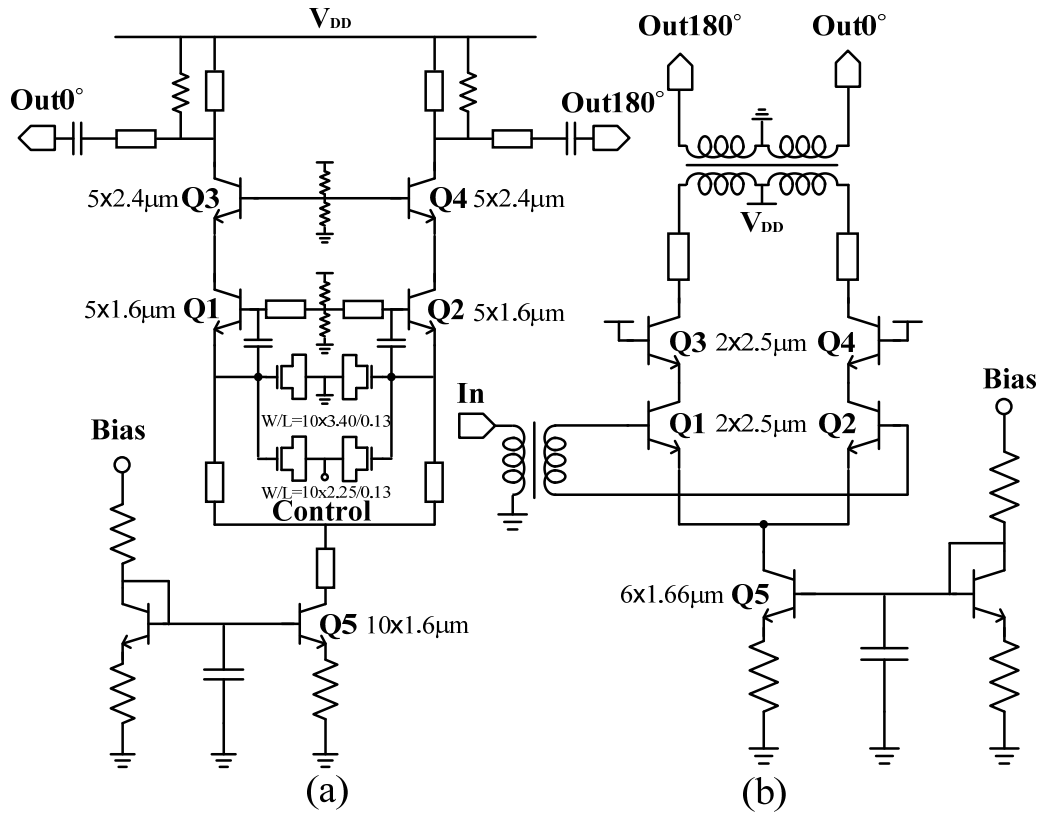 V_DD
Out0°
Out180°
5x2.4μm Q3
Q4 5x2.4μm
5x1.6μm Q1
Q2 5x1.6μm
W/L=10x3.40/0.13
W/L=10x2.25/0.13
Control
Bias
Q5 10x1.6μm
(a)
Out180°
Out0°
V_DD
Q3 2x2.5μm Q4
In
Q1 2x2.5μm Q2
Bias
6x1.66μm Q5
(b)